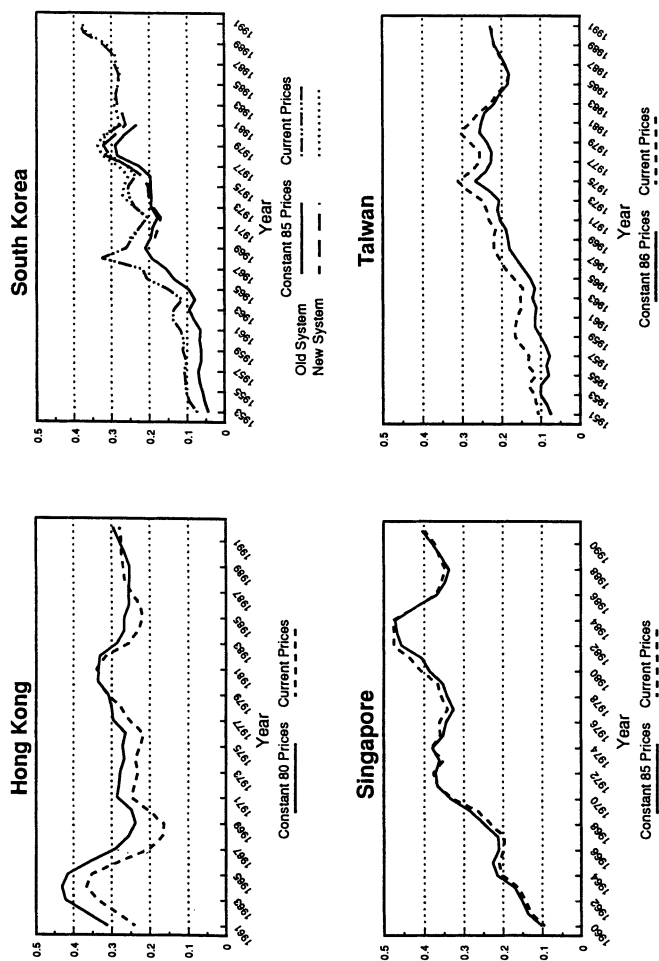 Hong Kong
0.5
0.4
0.3
0.2
0.1
0
1961 1963 1965 1967 1969 1971 1973 1975 1977 1979 1981 1983 1985 1987 1989 1991
Year
Constant 80 Prices Current Prices
South Korea
0.5
0.4
0.3
0.2
0.1
0
1953 1955 1957 1959 1961 1963 1965 1967 1969 1971 1973 1975 1977 1979 1981 1983 1985 1987 1989 1991
Year
Constant 85 Prices Current Prices
Old System
New System
Singapore
0.5
0.4
0.3
0.2
0.1
0
1960 1962 1964 1966 1968 1970 1972 1974 1976 1978 1980 1982 1984 1986 1988 1990
Year
Constant 85 Prices Current Prices
Taiwan
0.5
0.4
0.3
0.2
0.1
0
1951 1953 1955 1957 1959 1961 1963 1965 1967 1969 1971 1973 1975 1977 1979 1981 1983 1985 1987 1989 1991
Year
Constant 86 Prices Current Prices